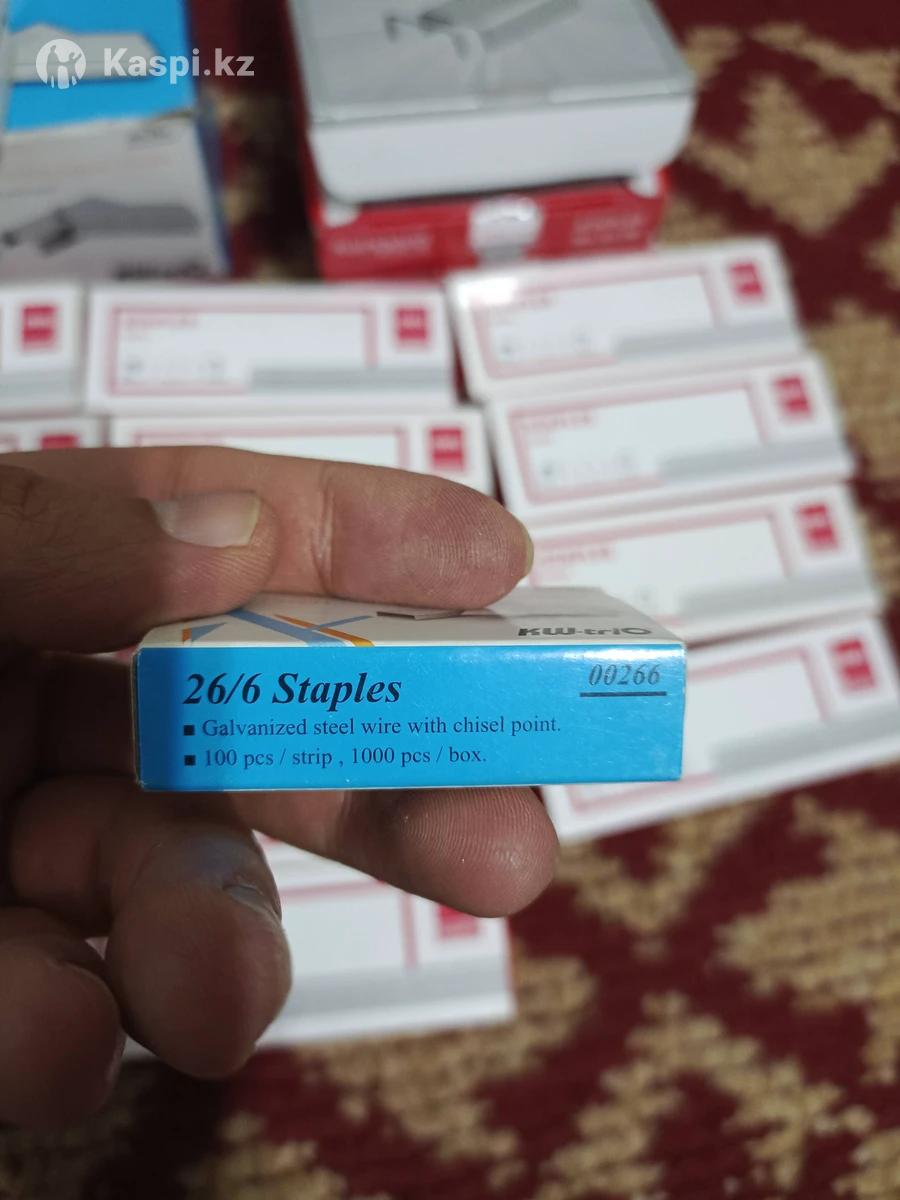 Kaspi.kz
KW-triO
26/6 Staples
00266
▪ Galvanized steel wire with chisel point.
▪ 100 pcs / strip , 1000 pcs / box.